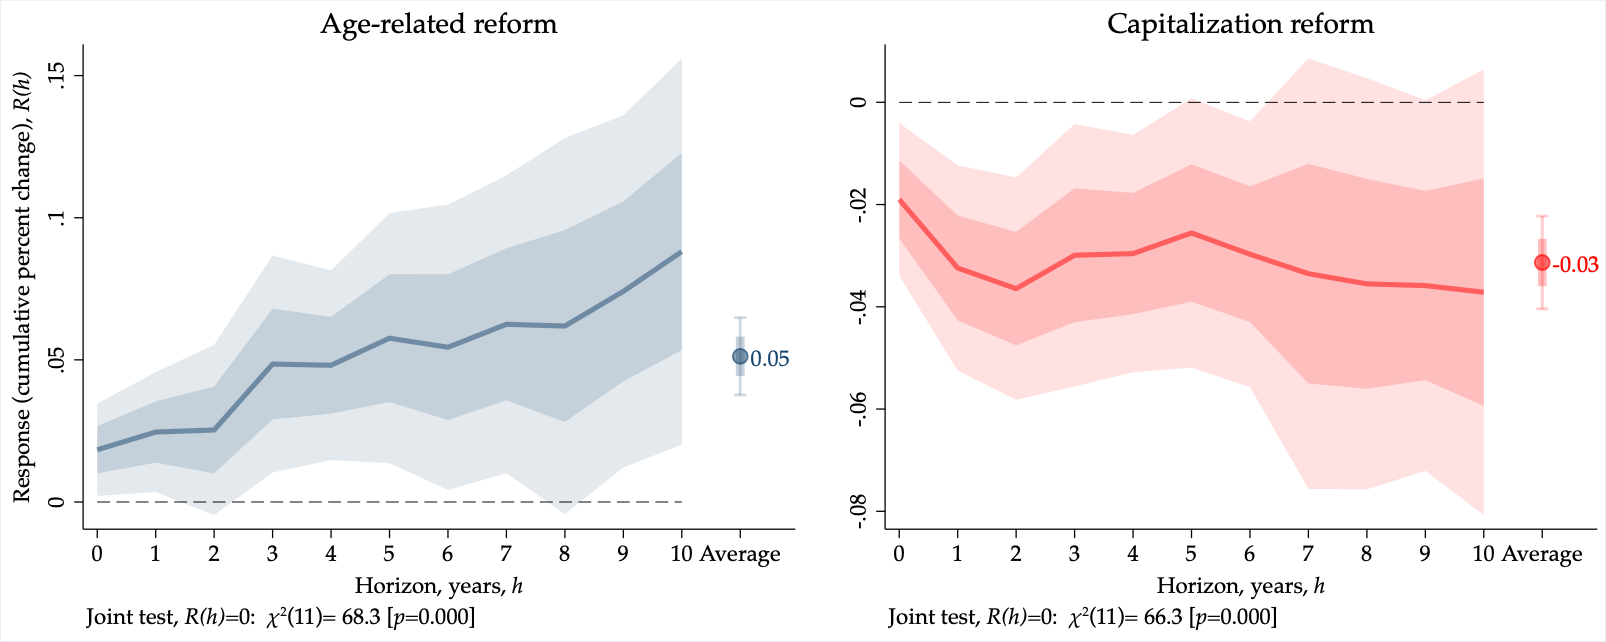 Age-related reform
Response (cumulative percent change), R(h)
.15
.1
.05
0
0.05
0 1 2 3 4 5 6 7 8 9 10 Average
Horizon, years, h
Joint test, R(h)=0: χ²(11)= 68.3 [p=0.000]
Capitalization reform
0
-.02
-.04
-.06
-.08
-0.03
0 1 2 3 4 5 6 7 8 9 10 Average
Horizon, years, h
Joint test, R(h)=0: χ²(11)= 66.3 [p=0.000]